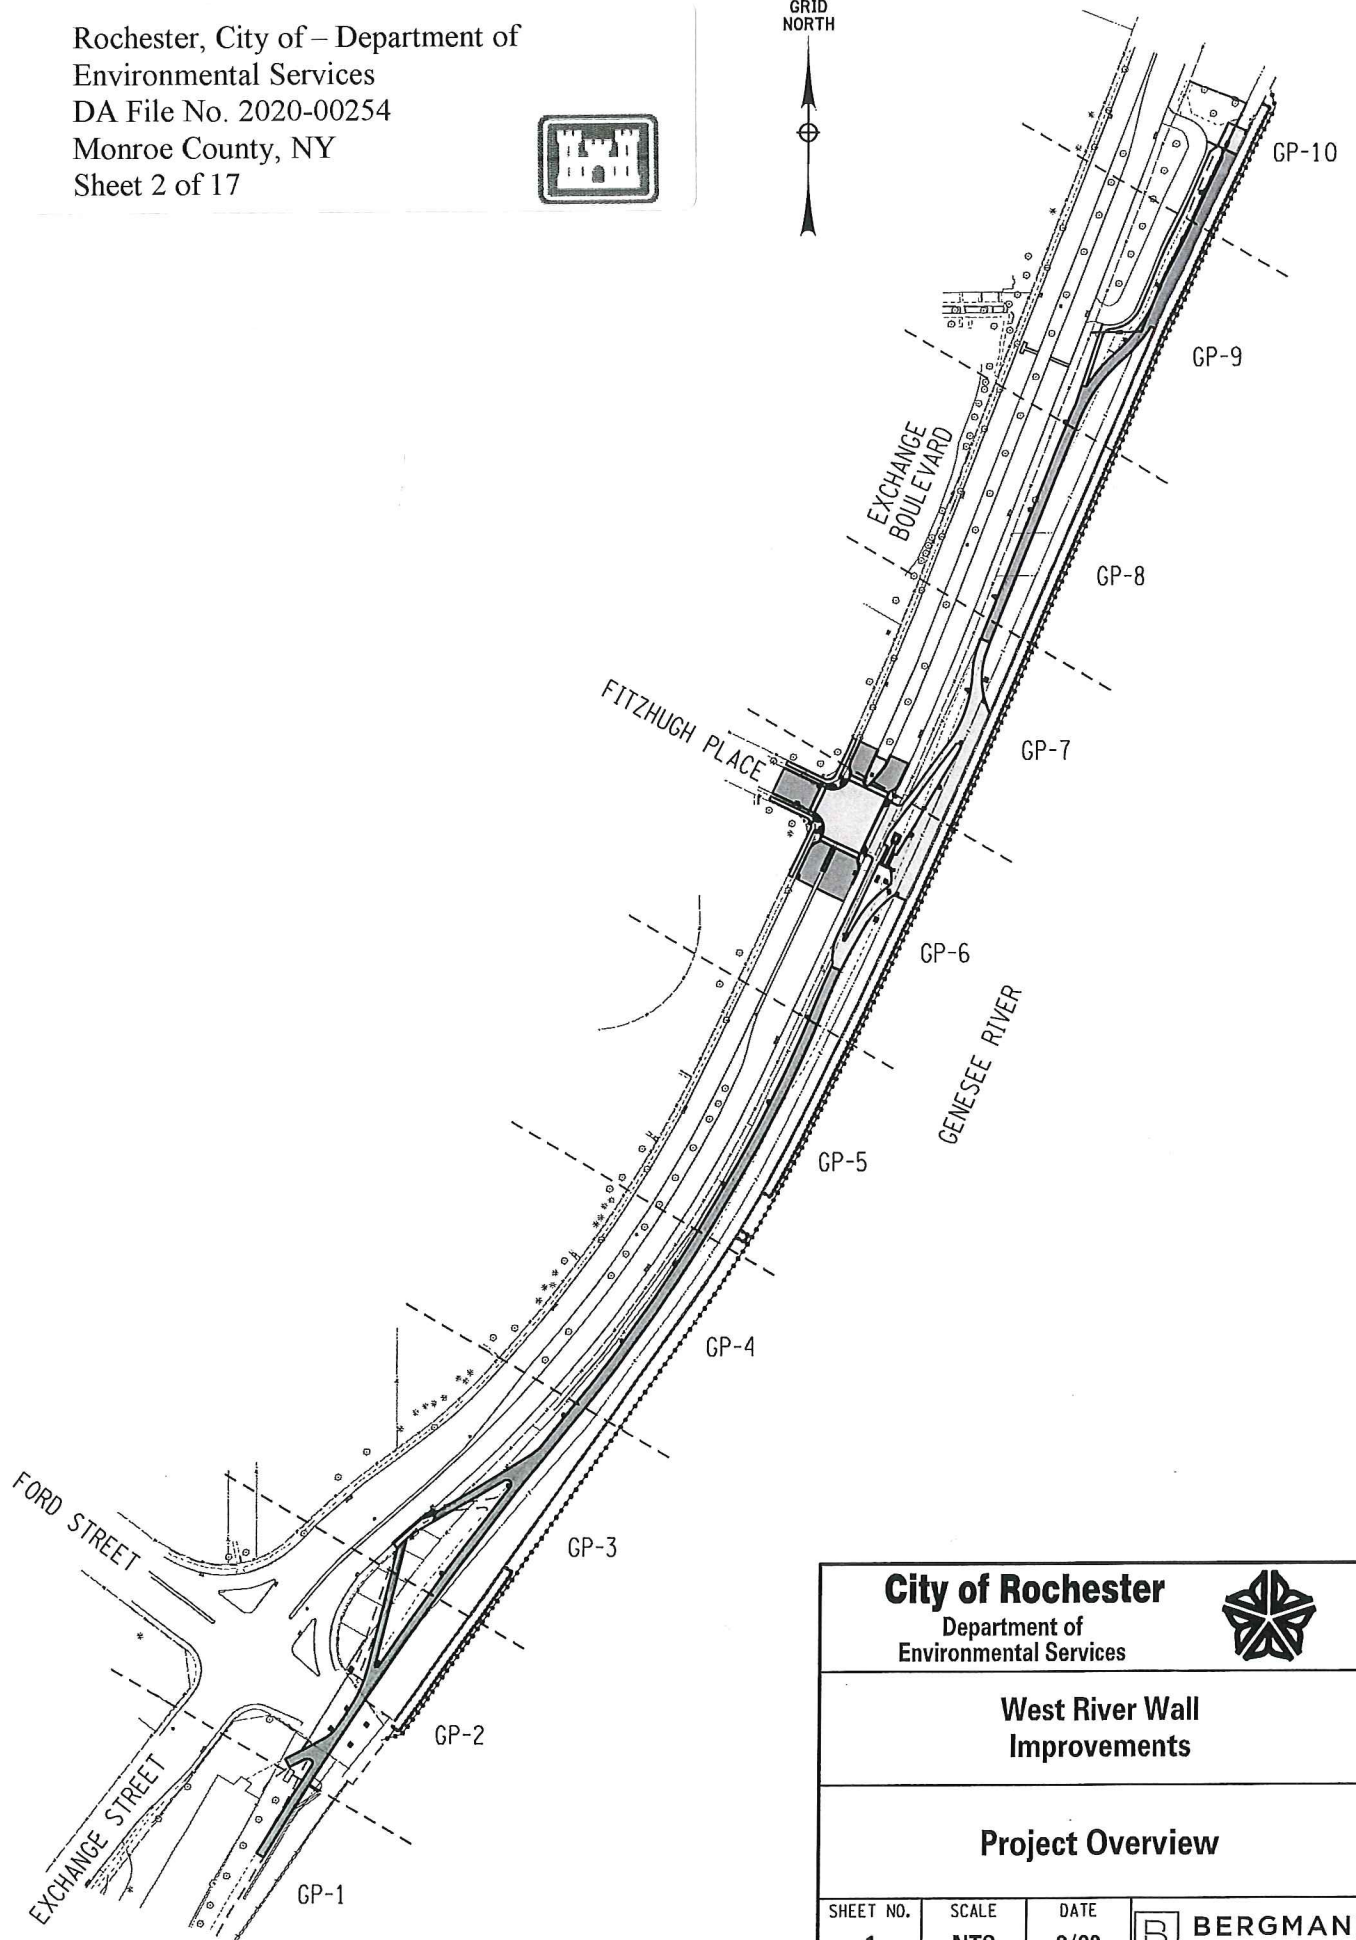 Rochester, City of – Department of
Environmental Services
DA File No. 2020-00254
Monroe County, NY
Sheet 2 of 17
GRID
NORTH
GP-10
GP-9
EXCHANGE
BOULEVARD
GP-8
FITZHUGH PLACE
GP-7
GP-6
GENESEE RIVER
GP-5
GP-4
FORD STREET
GP-3
GP-2
EXCHANGE STREET
GP-1
City of Rochester
Department of
Environmental Services
West River Wall
Improvements
Project Overview
SHEET NO.
SCALE
DATE
BERGMAN